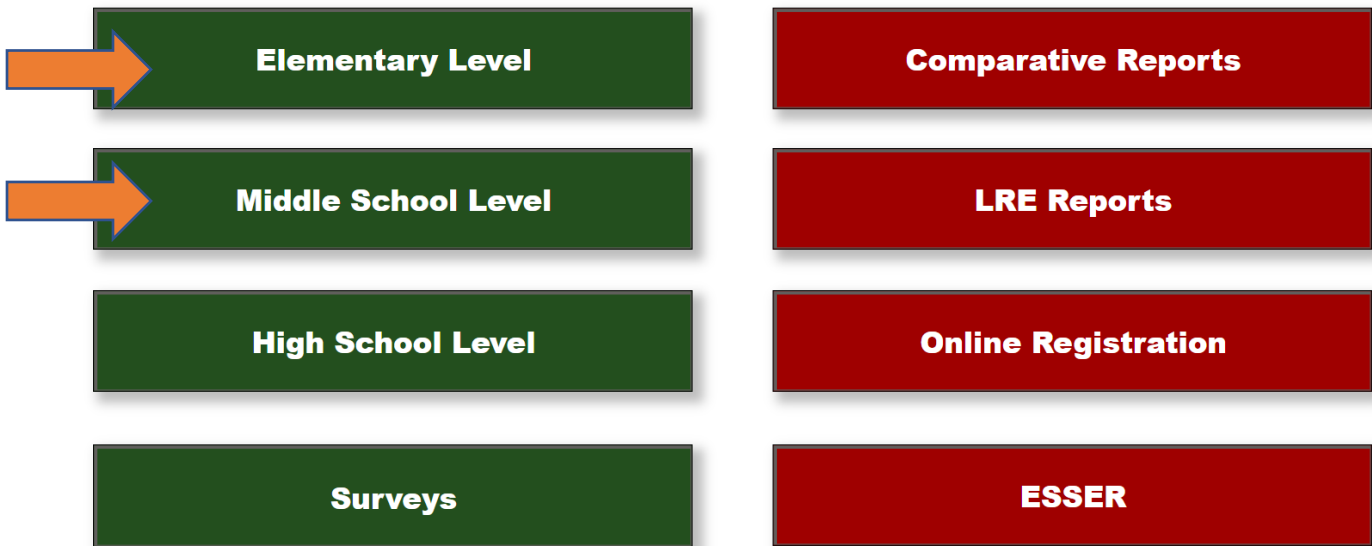 Elementary Level
Comparative Reports
Middle School Level
LRE Reports
High School Level
Online Registration
Surveys
ESSER